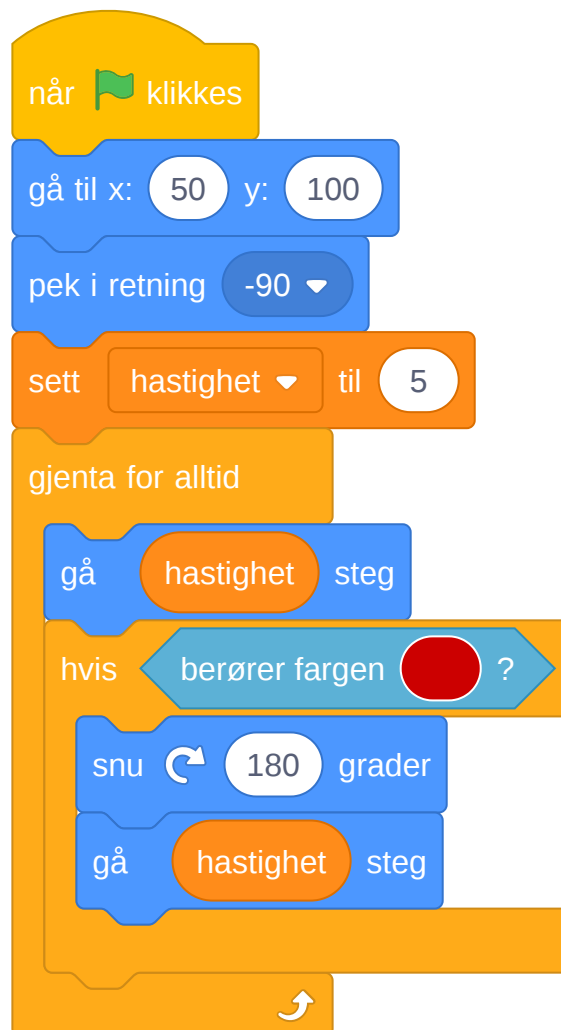 når klikkes
gå til x: 50 y: 100
pek i retning -90
sett hastighet til 5
gjenta for alltid
gå hastighet steg
hvis berører fargen ?
snu 180 grader
gå hastighet steg